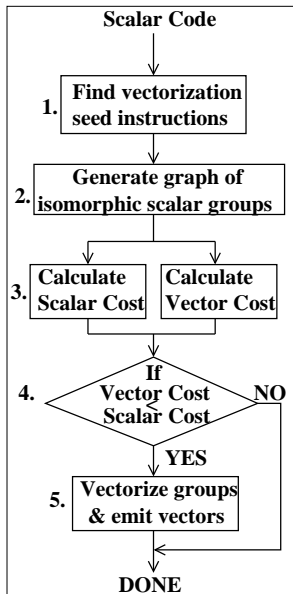 Scalar Code
1. Find vectorization
seed instructions
2. Generate graph of
isomorphic scalar groups
3. Calculate
Scalar Cost
Calculate
Vector Cost
4. If
Vector Cost
<
Scalar Cost
NO
YES
5. Vectorize groups
& emit vectors
DONE